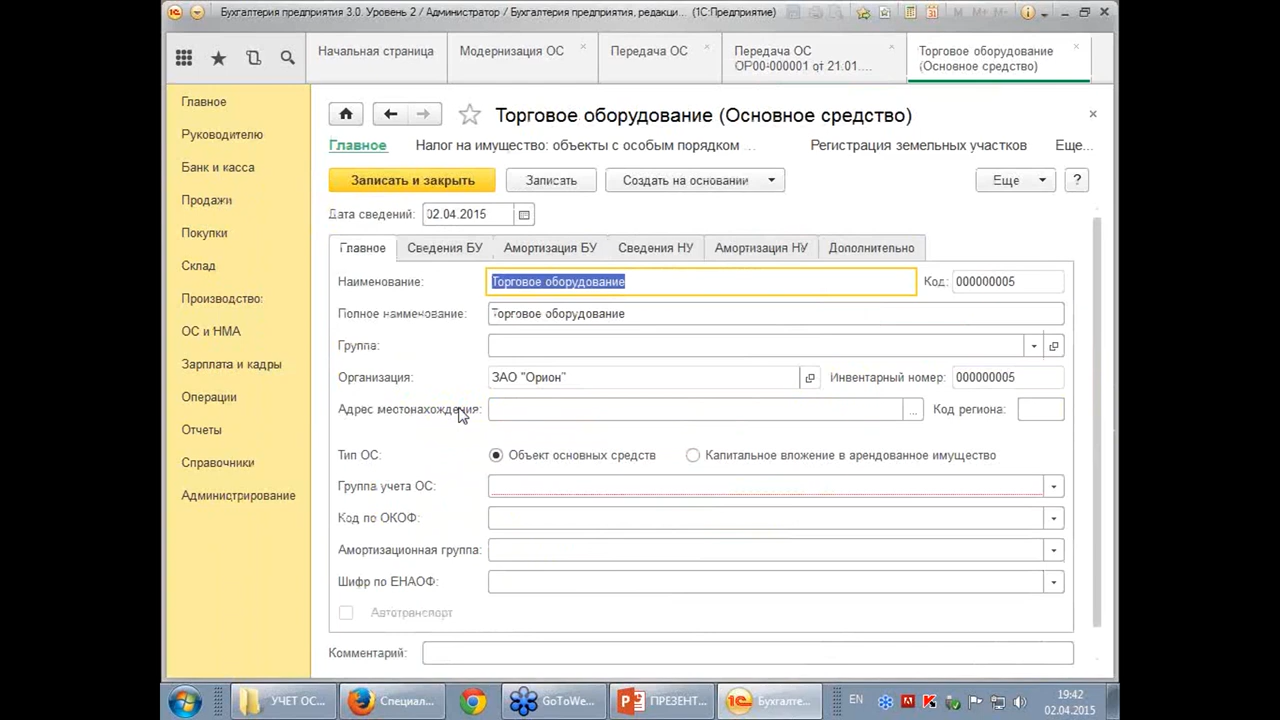 Бухгалтерия предприятия 3.0. Уровень 2 / Администратор / Бухгалтерия предприятия, редакци... (1С:Предприятие)
M M+ M-
Начальная страница
Модернизация ОС
Передача ОС
Передача ОС
ОР00-000001 от 21.01....
Торговое оборудование
(Основное средство)
Главное
Руководителю
Банк и касса
Продажи
Покупки
Склад
Производство
ОС и НМА
Зарплата и кадры
Операции
Отчеты
Справочники
Администрирование
Торговое оборудование (Основное средство)
Главное Налог на имущество: объекты с особым порядком ... Регистрация земельных участков Еще...
Записать и закрыть Записать Создать на основании Еще ?
Дата сведений: 02.04.2015
Главное Сведения БУ Амортизация БУ Сведения НУ Амортизация НУ Дополнительно
Наименование: Торговое оборудование Код: 000000005
Полное наименование: Торговое оборудование
Группа:
Организация: ЗАО "Орион" Инвентарный номер: 000000005
Адрес местонахождения: ... Код региона:
Тип ОС: Объект основных средств Капитальное вложение в арендованное имущество
Группа учета ОС:
Код по ОКОФ:
Амортизационная группа:
Шифр по ЕНАОФ:
Автотранспорт
Комментарий:
УЧЕТ ОС... Специал... GoToWe... ПРЕЗЕНТ... Бухгалте... EN 19:42
02.04.2015